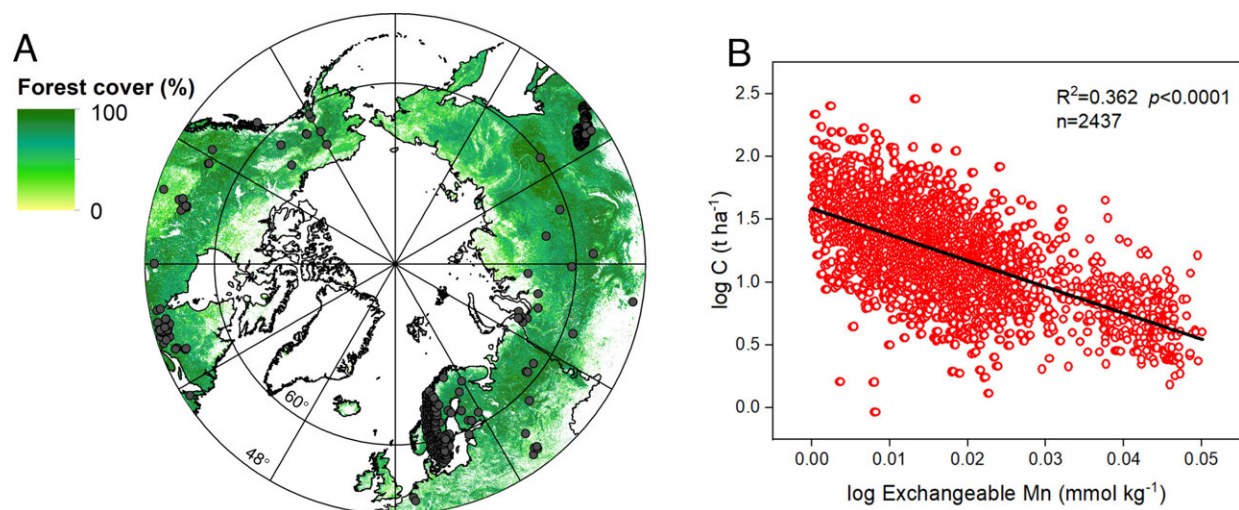 A
Forest cover (%)
100
0
60°
48°
B
R²=0.362 p<0.0001
n=2437
2.5
2.0
1.5
1.0
0.5
0.0
log C (t ha⁻¹)
0.00 0.01 0.02 0.03 0.04 0.05
log Exchangeable Mn (mmol kg⁻¹)